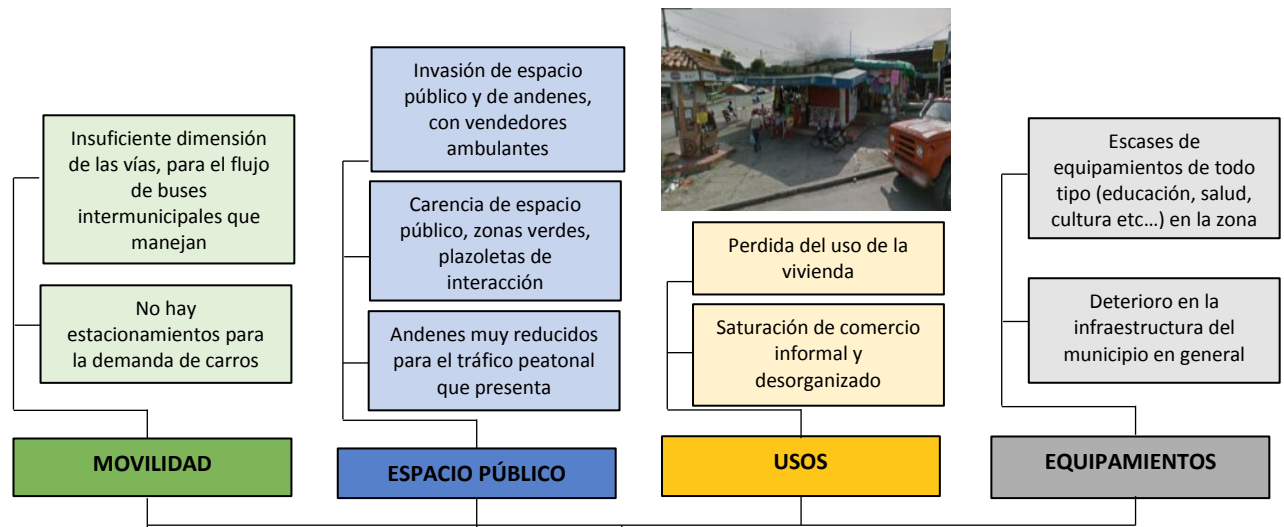 Insuficiente dimensión
de las vías, para el flujo
de buses
intermunicipales que
manejan
No hay
estacionamientos para
la demanda de carros
MOVILIDAD
Invasión de espacio
público y de andenes,
con vendedores
ambulantes
Carencia de espacio
público, zonas verdes,
plazoletas de
interacción
Andenes muy reducidos
para el tráfico peatonal
que presenta
ESPACIO PÚBLICO
Perdida del uso de la
vivienda
Saturación de comercio
informal y
desorganizado
USOS
Escases de
equipamientos de todo
tipo (educación, salud,
cultura etc...) en la zona
Deterioro en la
infraestructura del
municipio en general
EQUIPAMIENTOS